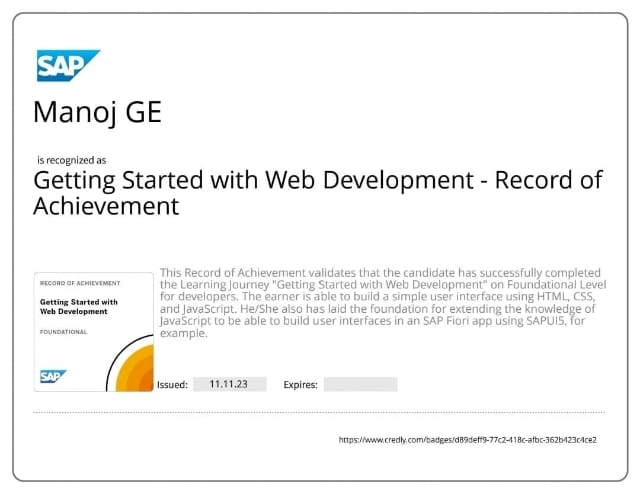 SAP
Manoj GE
is recognized as
Getting Started with Web Development - Record of
Achievement
This Record of Achievement validates that the candidate has successfully completed
the Learning Journey "Getting Started with Web Development" on Foundational Level
for developers. The earner is able to build a simple user interface using HTML, CSS,
and JavaScript. He/She also has laid the foundation for extending the knowledge of
JavaScript to be able to build user interfaces in an SAP Fiori app using SAPUI5, for
example.
RECORD OF ACHIEVEMENT
Getting Started with
Web Development
FOUNDATIONAL
SAP
Issued: 11.11.23 Expires:
https://www.credly.com/badges/d89deff9-77c2-418c-afbc-362b423c4ce2